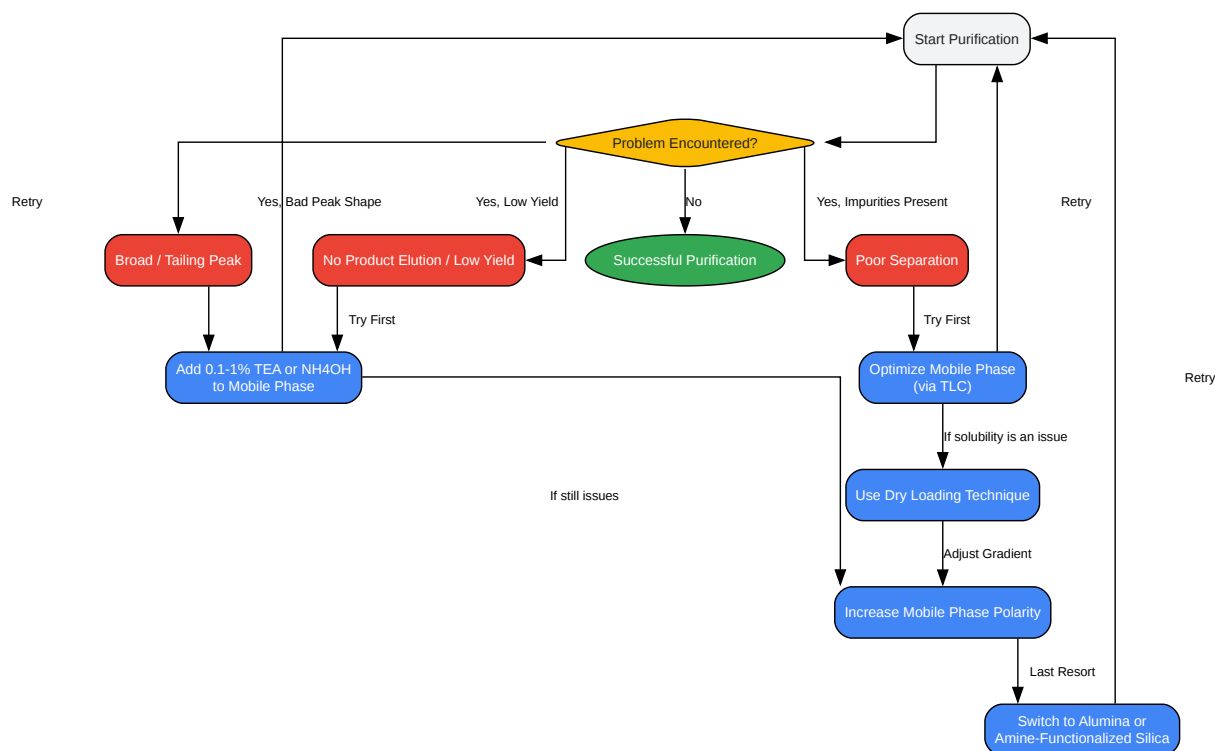 Start Purification
Problem Encountered?
Retry
Yes, Bad Peak Shape
Yes, Low Yield
No
Yes, Impurities Present
Retry
Broad / Tailing Peak
No Product Elution / Low Yield
Successful Purification
Poor Separation
Try First
Try First
Add 0.1-1% TEA or NH4OH
to Mobile Phase
Optimize Mobile Phase
(via TLC)
Retry
If solubility is an issue
If still issues
Use Dry Loading Technique
Adjust Gradient
Increase Mobile Phase Polarity
Last Resort
Switch to Alumina or
Amine-Functionalized Silica